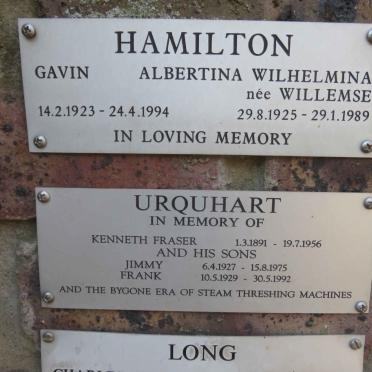 HAMILTON
GAVIN ALBERTINA WILHELMINA
née WILLEMSE
14.2.1923 - 24.4.1994 29.8.1925 - 29.1.1989
IN LOVING MEMORY
URQUHART
IN MEMORY OF
KENNETH FRASER 1.3.1891 - 19.7.1956
AND HIS SONS
JIMMY 6.4.1927 - 15.8.1975
FRANK 10.5.1929 - 30.5.1992
AND THE BYGONE ERA OF STEAM THRESHING MACHINES
LONG